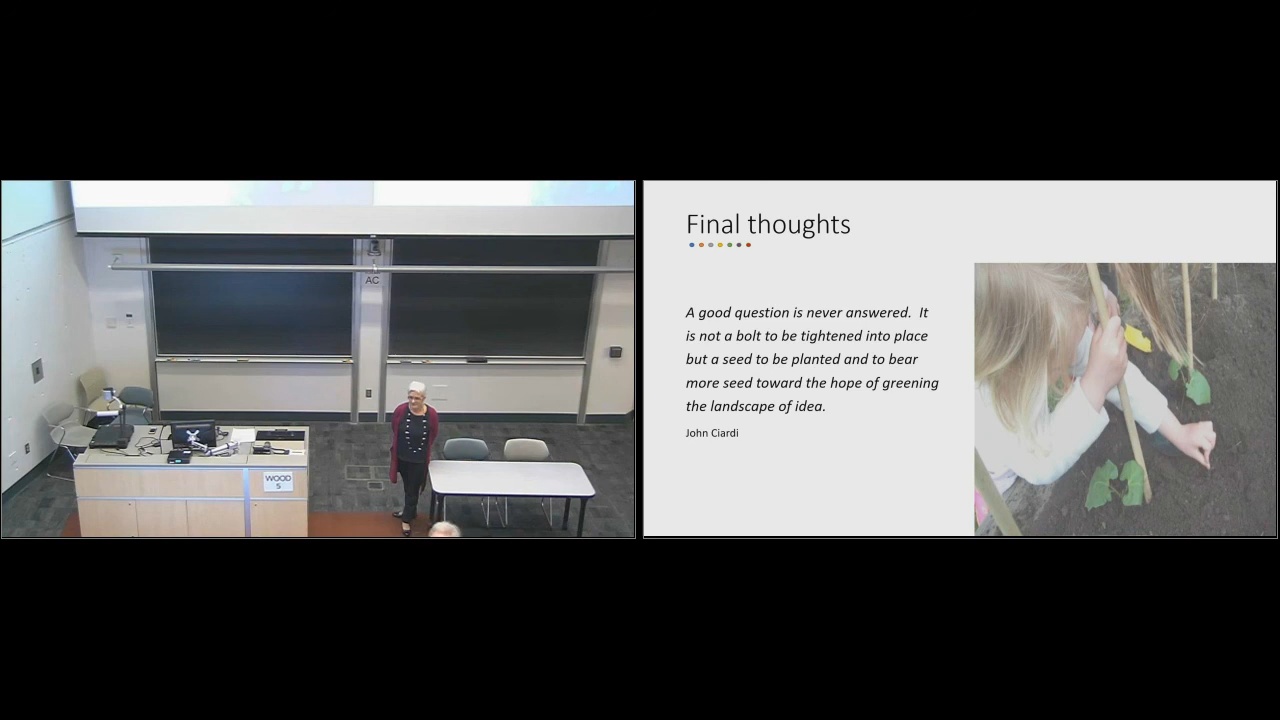 AC
WOOD
S
Final thoughts
A good question is never answered.  It
is not a bolt to be tightened into place
but a seed to be planted and to bear
more seed toward the hope of greening
the landscape of idea.
John Ciardi